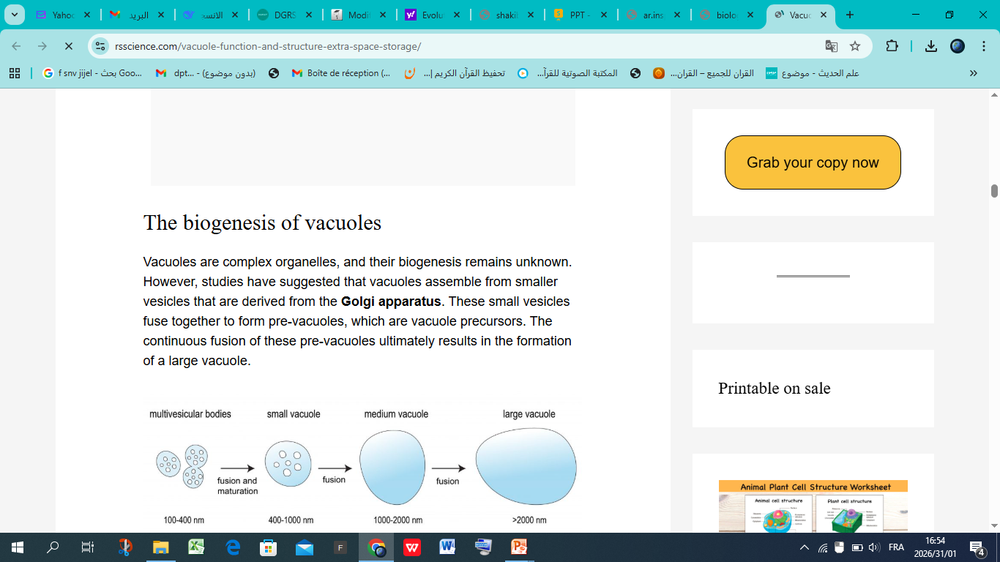 Yahoo
البريد
الانسـ
DGRS
Modif
Evolu
shaki
PPT -
ar.ins
biolo
Vacuo
rsscience.com/vacuole-function-and-structure-extra-space-storage/
f snv jijel - بحث Goo...
dpt... - (بدون موضوع)
Boîte de réception (...
تحفيظ القرآن الكريم |...
المكتبة الصوتية للقرآ...
القران للجميع – القران...
علم الحديث - موضوع
Grab your copy now
The biogenesis of vacuoles
Vacuoles are complex organelles, and their biogenesis remains unknown.
However, studies have suggested that vacuoles assemble from smaller
vesicles that are derived from the Golgi apparatus. These small vesicles
fuse together to form pre-vacuoles, which are vacuole precursors. The
continuous fusion of these pre-vacuoles ultimately results in the formation
of a large vacuole.
multivesicular bodies
small vacuole
medium vacuole
large vacuole
fusion and
maturation
fusion
fusion
100-400 nm
400-1000 nm
1000-2000 nm
>2000 nm
Printable on sale
Animal Plant Cell Structure Worksheet
Animal cell structure
Plant cell structure
FRA
16:54
2026/31/01
4